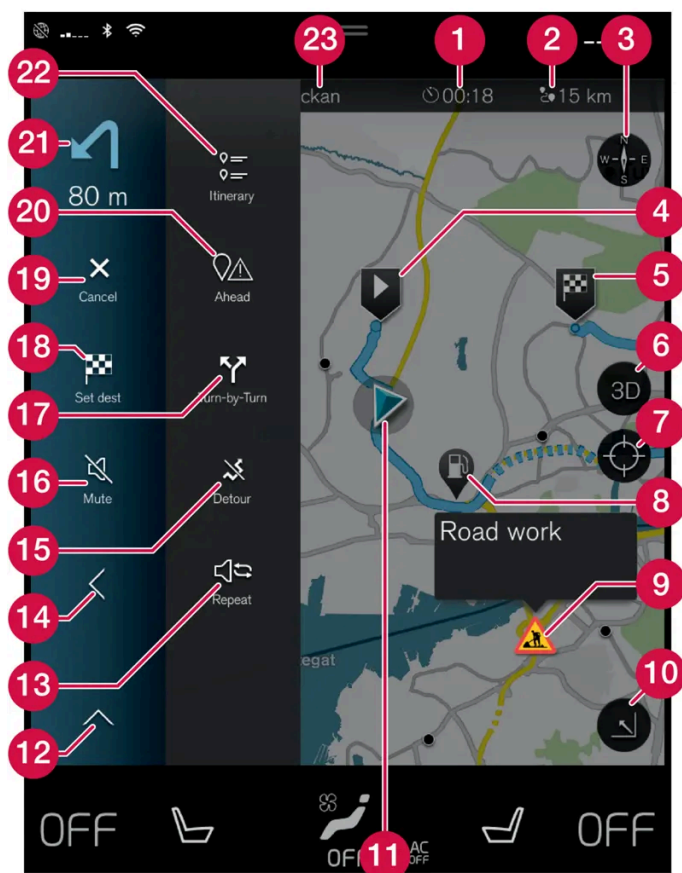 23 1 2 3
22
ckan 00:18 15 km
21
N
W E
S
80 m
Itinerary
20
4
19
Cancel
Ahead
5
18
Set dest
6
3D
17
Turn-by-Turn
7
16
Mute
Detour
8
15
Road work
14
Repeat
9
13
egat
10
12
OFF
OFF
11
AC
OFF
OFF